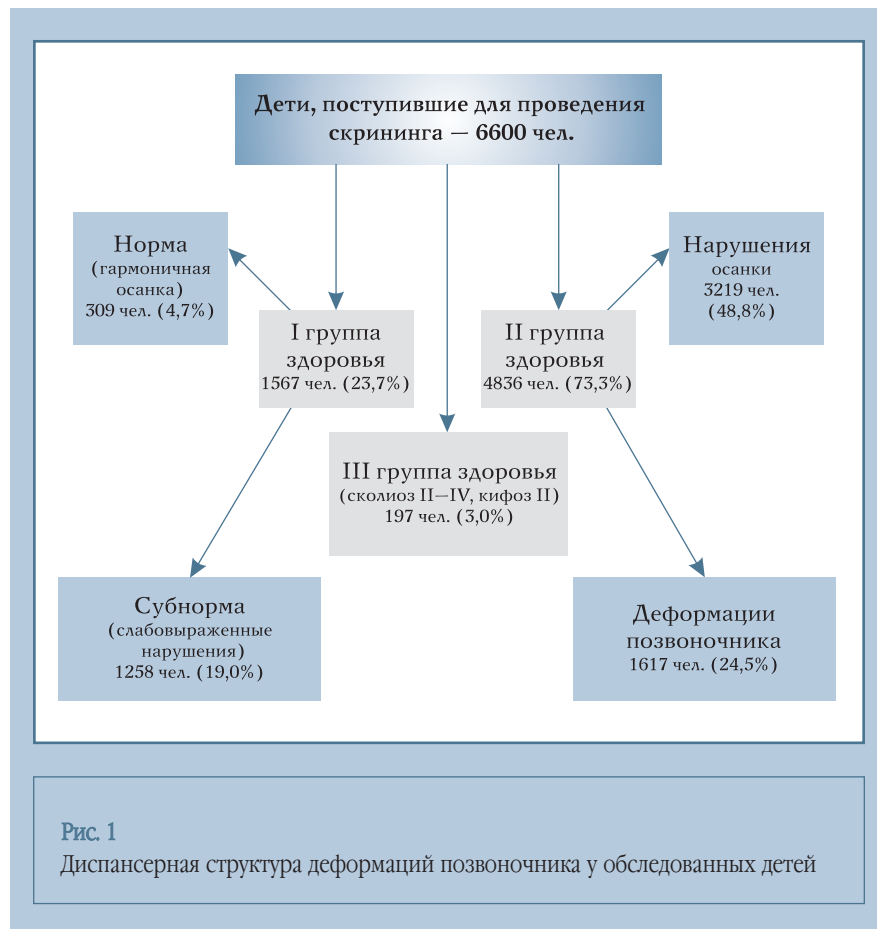 Дети, поступившие для проведения
скрининга — 6600 чел.
Норма
(гармоничная
осанка)
309 чел. (4,7%)
Нарушения
осанки
3219 чел.
(48,8%)
I группа
здоровья
1567 чел. (23,7%)
II группа
здоровья
4836 чел. (73,3%)
III группа здоровья
(сколиоз II—IV, кифоз II)
197 чел. (3,0%)
Субнорма
(слабовыраженные
нарушения)
1258 чел. (19,0%)
Деформации
позвоночника
1617 чел. (24,5%)
Рис. 1
Диспансерная структура деформаций позвоночника у обследованных детей